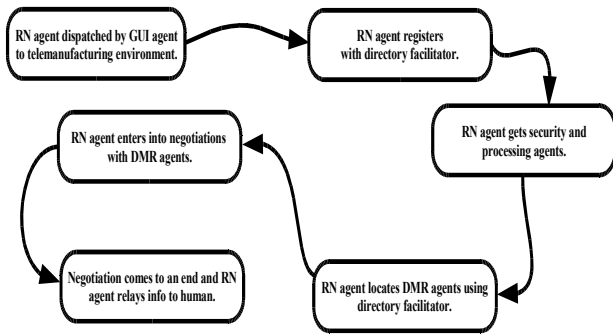 RN agent dispatched by GUI agent
to telemanufacturing environment.
RN agent registers
with directory facilitator.
RN agent gets security and
processing agents.
RN agent locates DMR agents using
directory facilitator.
RN agent enters into negotiations
with DMR agents.
Negotiation comes to an end and RN
agent relays info to human.